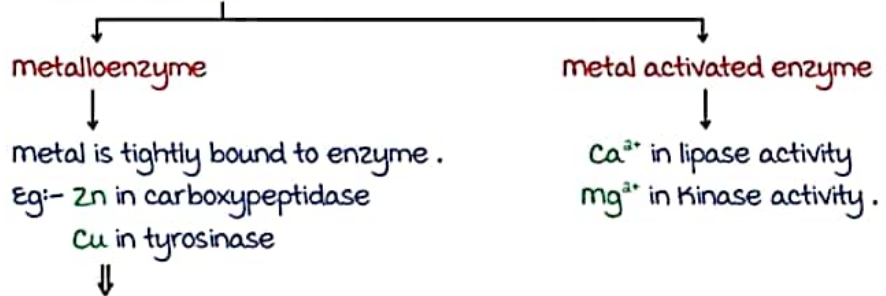 metalloenzyme
metal activated enzyme
metal is tightly bound to enzyme.
Eg:- Zn in carboxypeptidase
Cu in tyrosinase
Ca²⁺ in lipase activity
Mg²⁺ in Kinase activity.